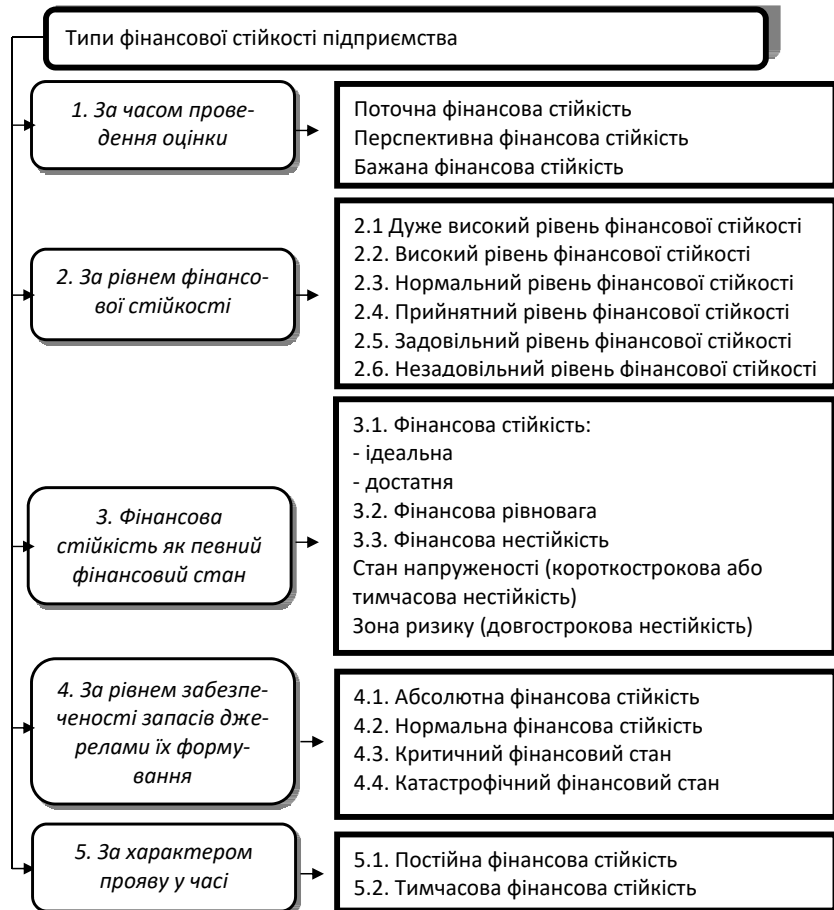 Типи фінансової стійкості підприємства
1. За часом прове-
дення оцінки
Поточна фінансова стійкість
Перспективна фінансова стійкість
Бажана фінансова стійкість
2. За рівнем фінансо-
вої стійкості
2.1 Дуже високий рівень фінансової стійкості
2.2. Високий рівень фінансової стійкості
2.3. Нормальний рівень фінансової стійкості
2.4. Прийнятний рівень фінансової стійкості
2.5. Задовільний рівень фінансової стійкості
2.6. Незадовільний рівень фінансової стійкості
3. Фінансова
стійкість як певний
фінансовий стан
3.1. Фінансова стійкість:
- ідеальна
- достатня
3.2. Фінансова рівновага
3.3. Фінансова нестійкість
Стан напруженості (короткострокова або
тимчасова нестійкість)
Зона ризику (довгострокова нестійкість)
4. За рівнем забезпе-
ченості запасів дже-
релами їх форму-
вання
4.1. Абсолютна фінансова стійкість
4.2. Нормальна фінансова стійкість
4.3. Критичний фінансовий стан
4.4. Катастрофічний фінансовий стан
5. За характером
прояву у часі
5.1. Постійна фінансова стійкість
5.2. Тимчасова фінансова стійкість